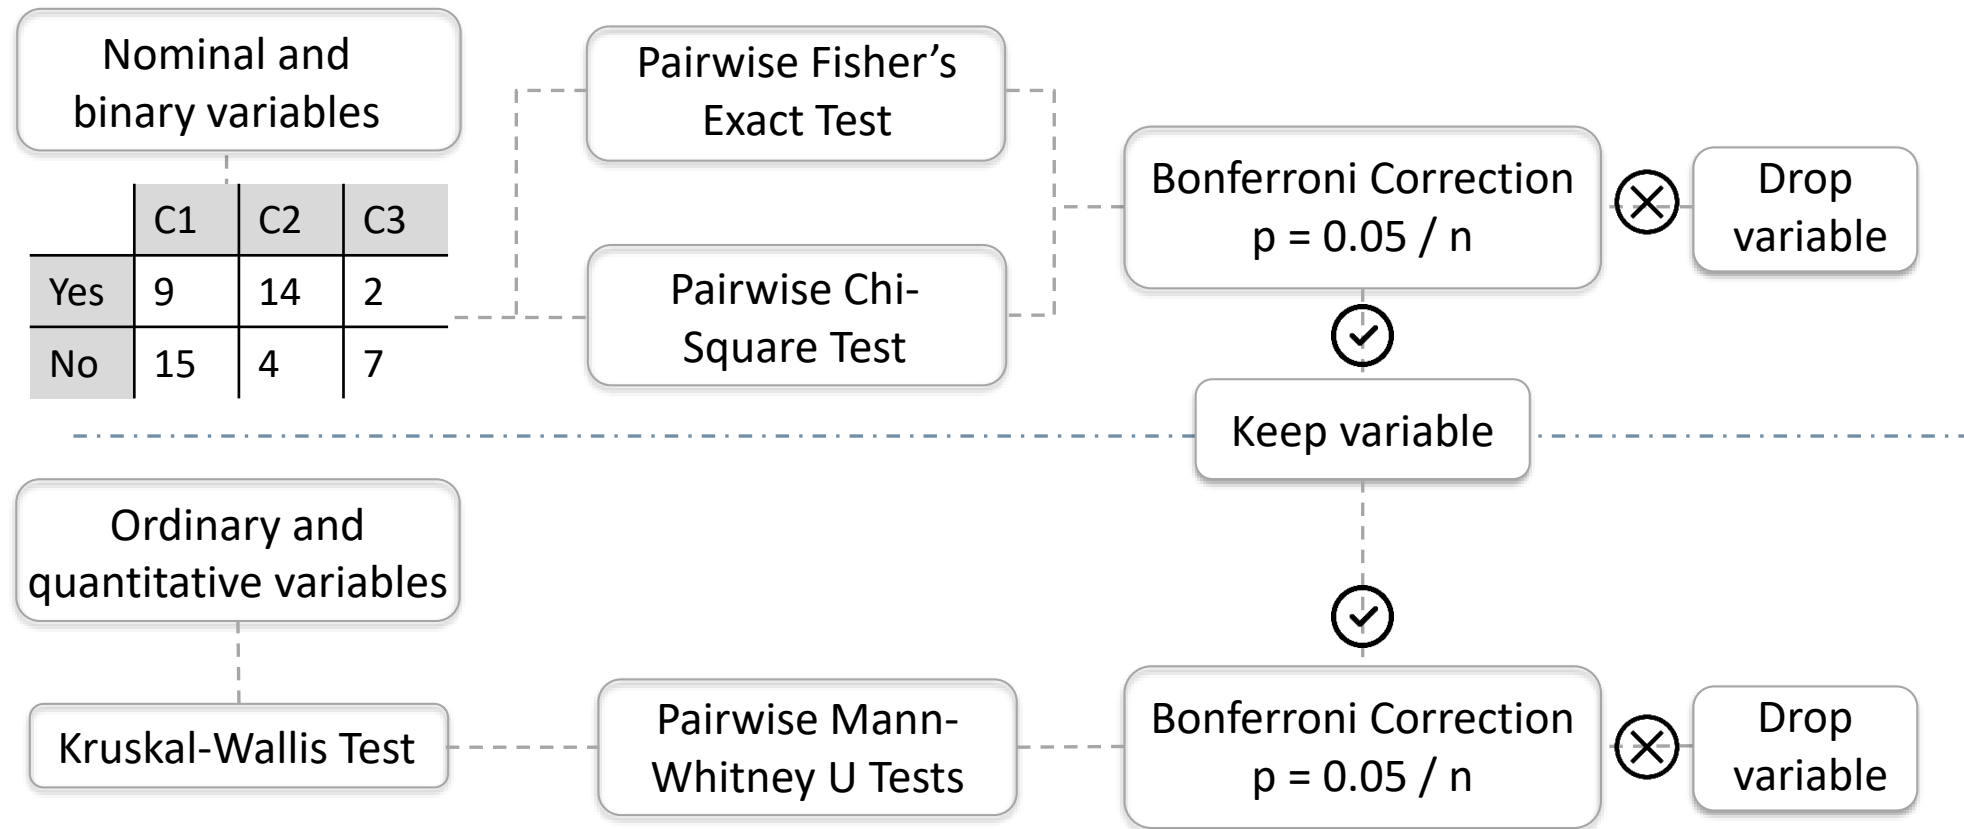 Nominal and
binary variables
C1 C2 C3
Yes 9 14 2
No 15 4 7
Pairwise Fisher’s
Exact Test
Pairwise Chi-
Square Test
Bonferroni Correction
p = 0.05 / n
Drop
variable
Keep variable
Ordinary and
quantitative variables
Kruskal-Wallis Test
Pairwise Mann-
Whitney U Tests
Bonferroni Correction
p = 0.05 / n
Drop
variable